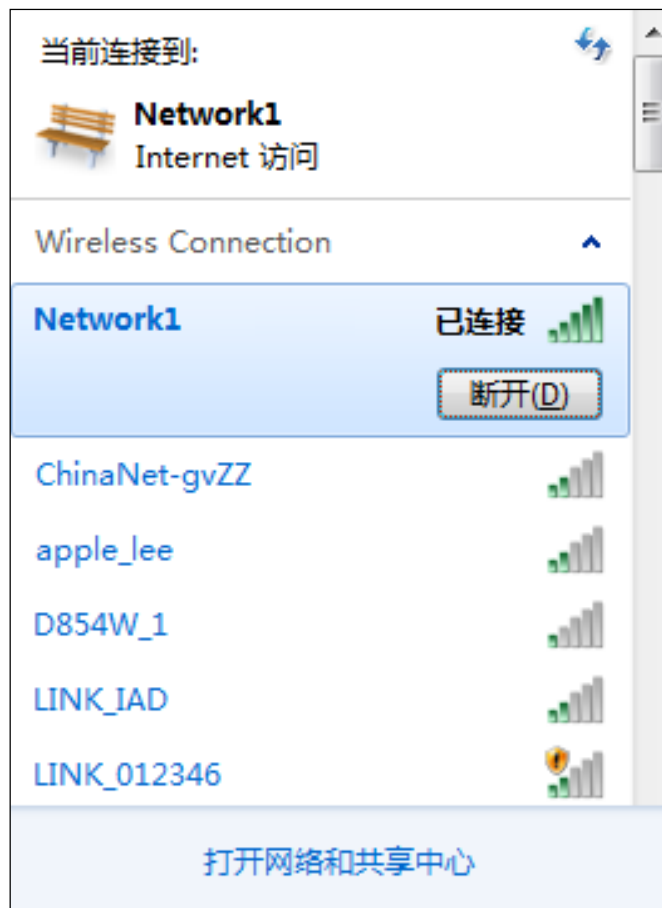 当前连接到:
Network1
Internet 访问
Wireless Connection
Network1 已连接
断开(D)
ChinaNet-gvZZ
apple_lee
D854W_1
LINK_IAD
LINK_012346
打开网络和共享中心